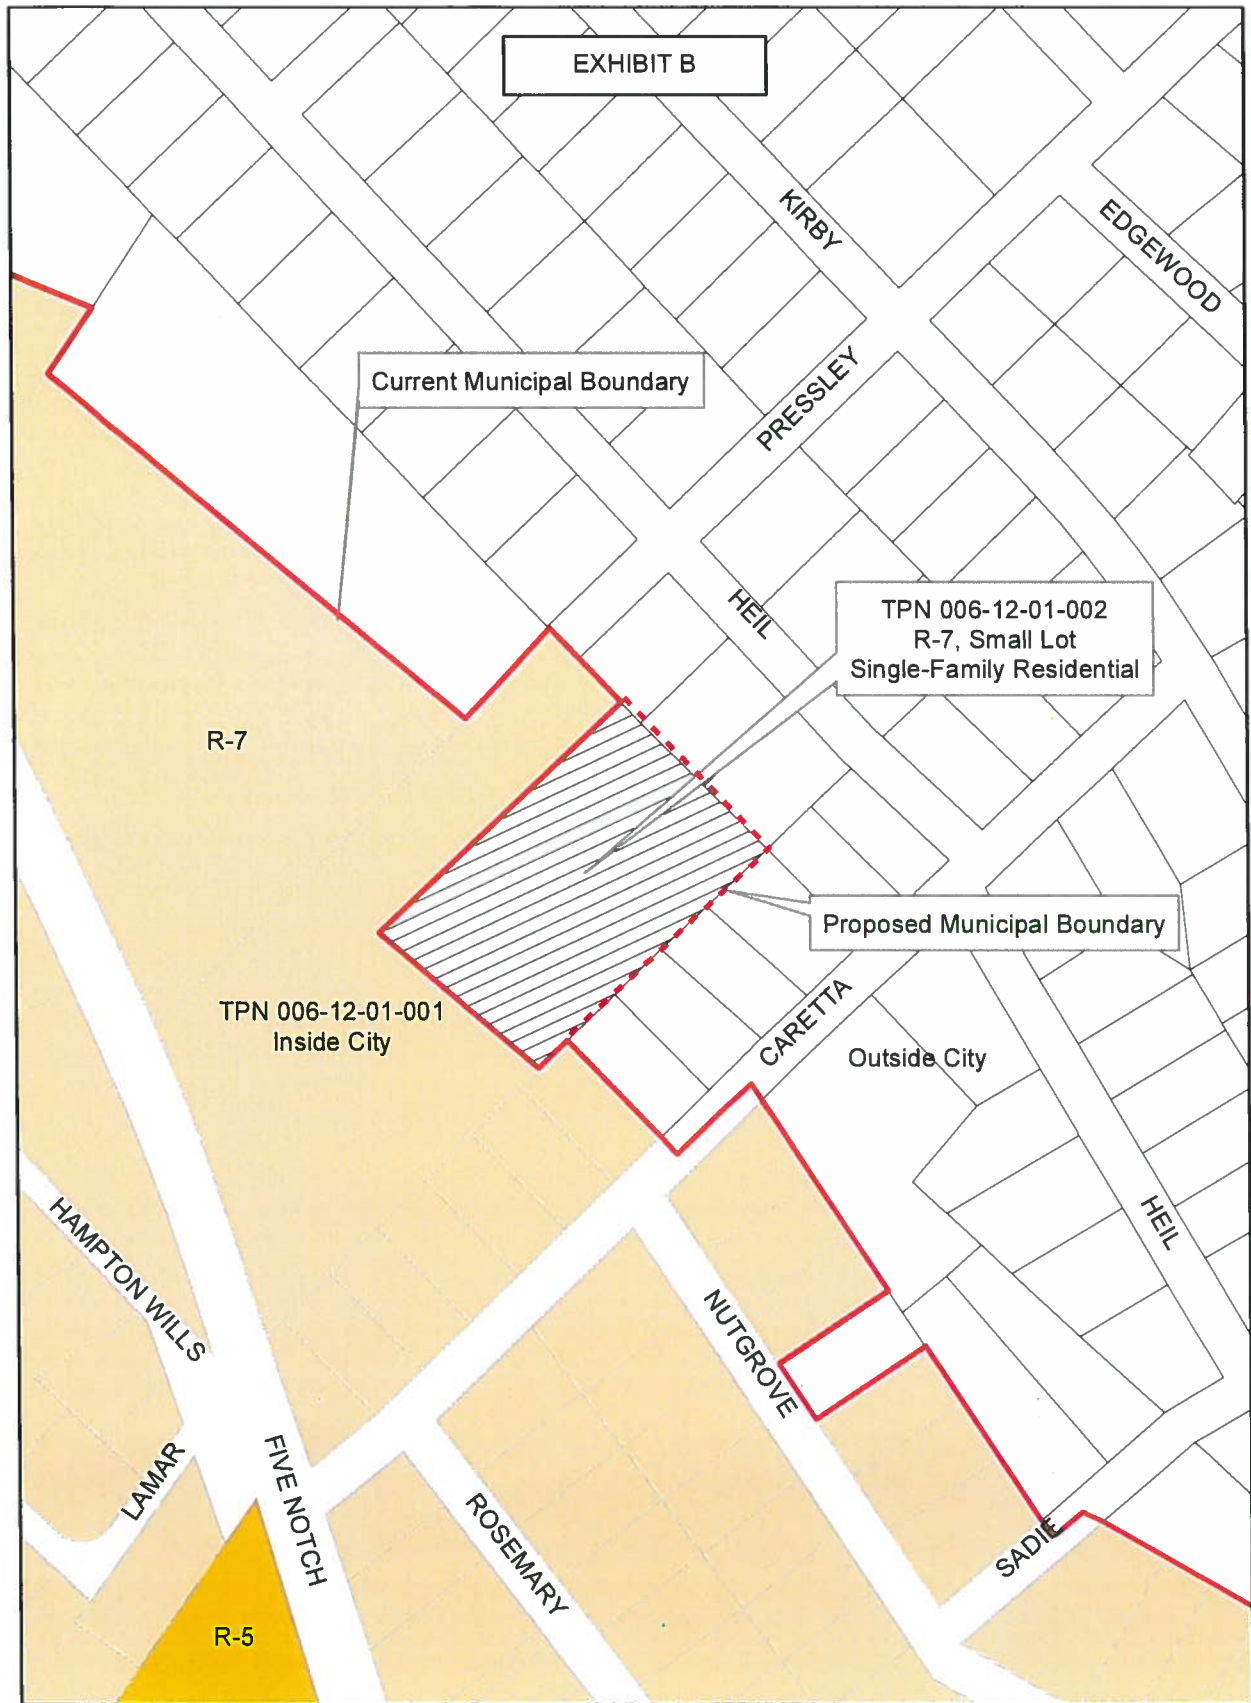 EXHIBIT B
KIRBY
EDGEWOOD
Current Municipal Boundary
PRESSLEY
HEIL
TPN 006-12-01-002
R-7, Small Lot
Single-Family Residential
R-7
Proposed Municipal Boundary
TPN 006-12-01-001
Inside City
CARETTA
Outside City
HEIL
HAMPTON WILLS
NUTGROVE
LAMAR
FIVE NOTCH
ROSEMARY
SADIE
R-5